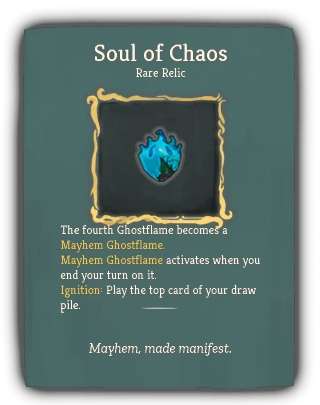 Soul of Chaos
Rare Relic
The fourth Ghostflame becomes a
Mayhem Ghostflame.
Mayhem Ghostflame activates when you
end your turn on it.
Ignition: Play the top card of your draw
pile.
Mayhem, made manifest.